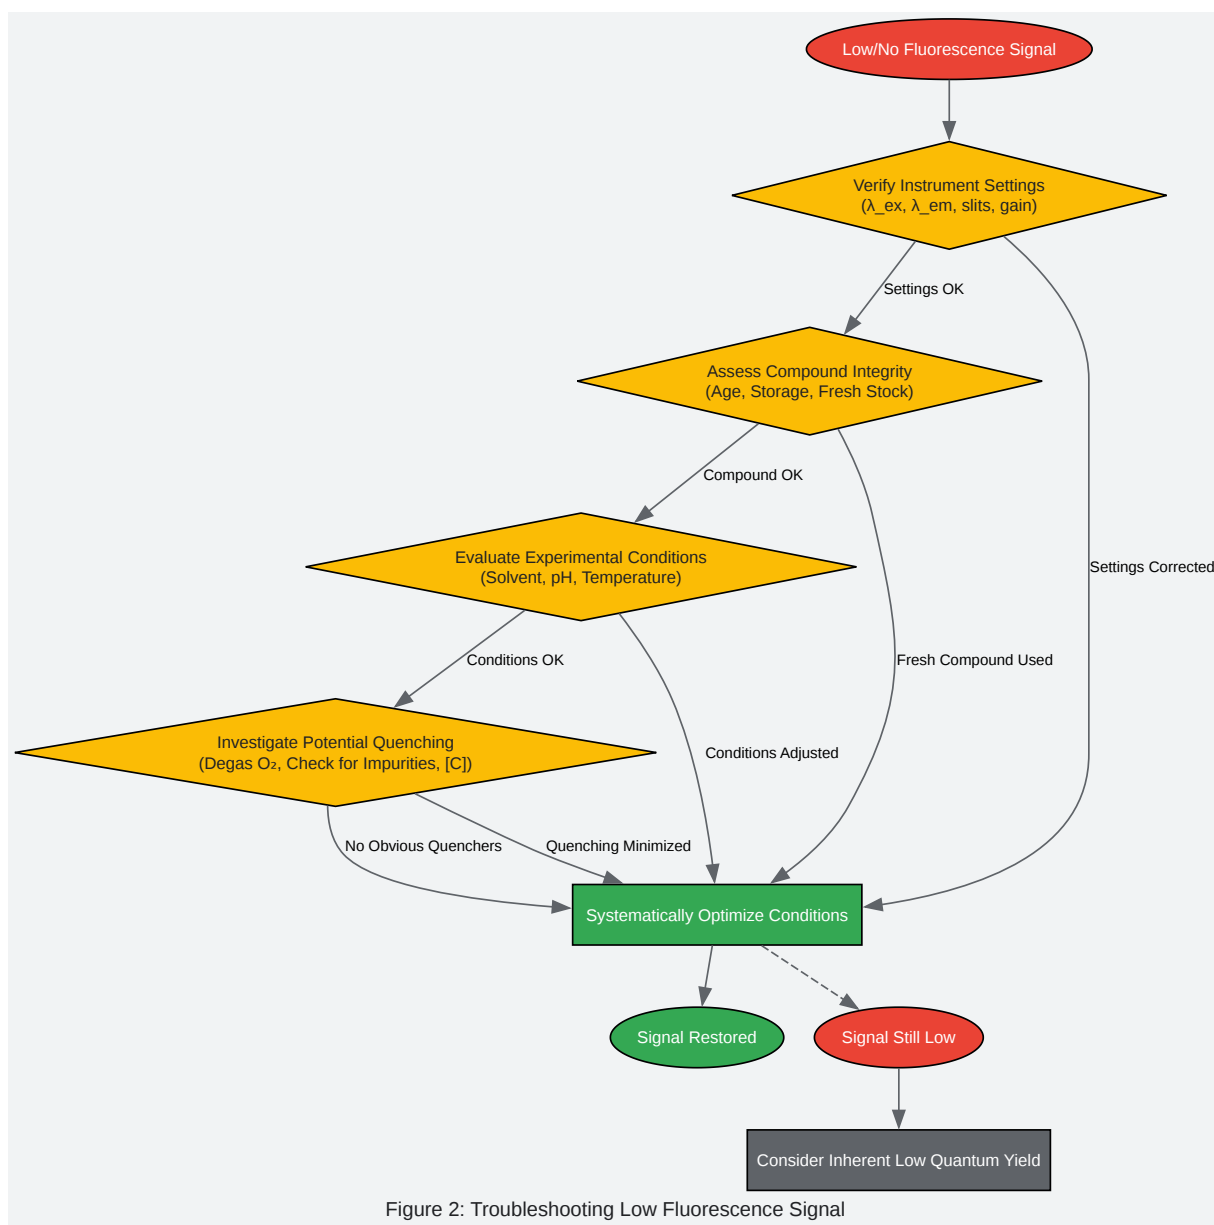 Low/No Fluorescence Signal
Verify Instrument Settings
(λ_ex, λ_em, slits, gain)
Settings OK
Assess Compound Integrity
(Age, Storage, Fresh Stock)
Compound OK
Evaluate Experimental Conditions
(Solvent, pH, Temperature)
Settings Corrected
Conditions OK
Fresh Compound Used
Investigate Potential Quenching
(Degas O₂, Check for Impurities, [C])
Conditions Adjusted
No Obvious Quenchers
Quenching Minimized
Systematically Optimize Conditions
Signal Restored
Signal Still Low
Consider Inherent Low Quantum Yield
Figure 2: Troubleshooting Low Fluorescence Signal